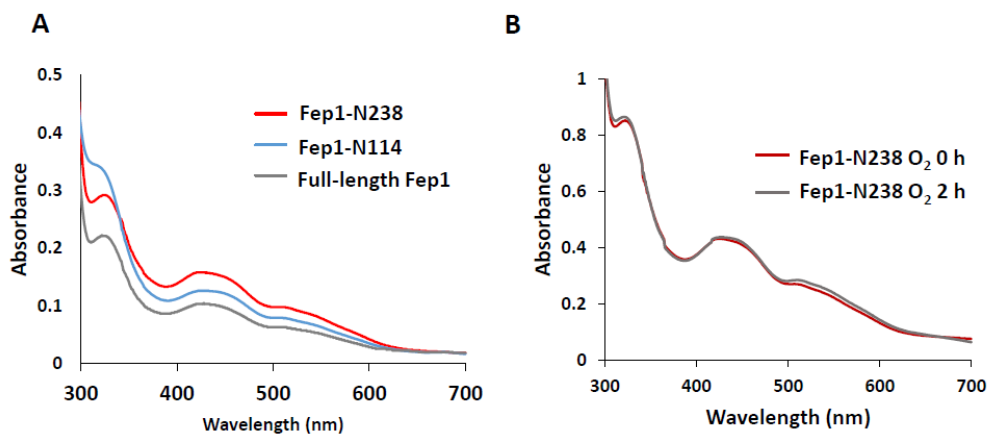 A
0.5
0.4
0.3
0.2
0.1
0
Absorbance
300 400 500 600 700
Wavelength (nm)
Fep1-N238
Fep1-N114
Full-length Fep1
B
1
0.8
0.6
0.4
0.2
0
Absorbance
300 400 500 600 700
Wavelength (nm)
Fep1-N238 O₂ 0 h
Fep1-N238 O₂ 2 h